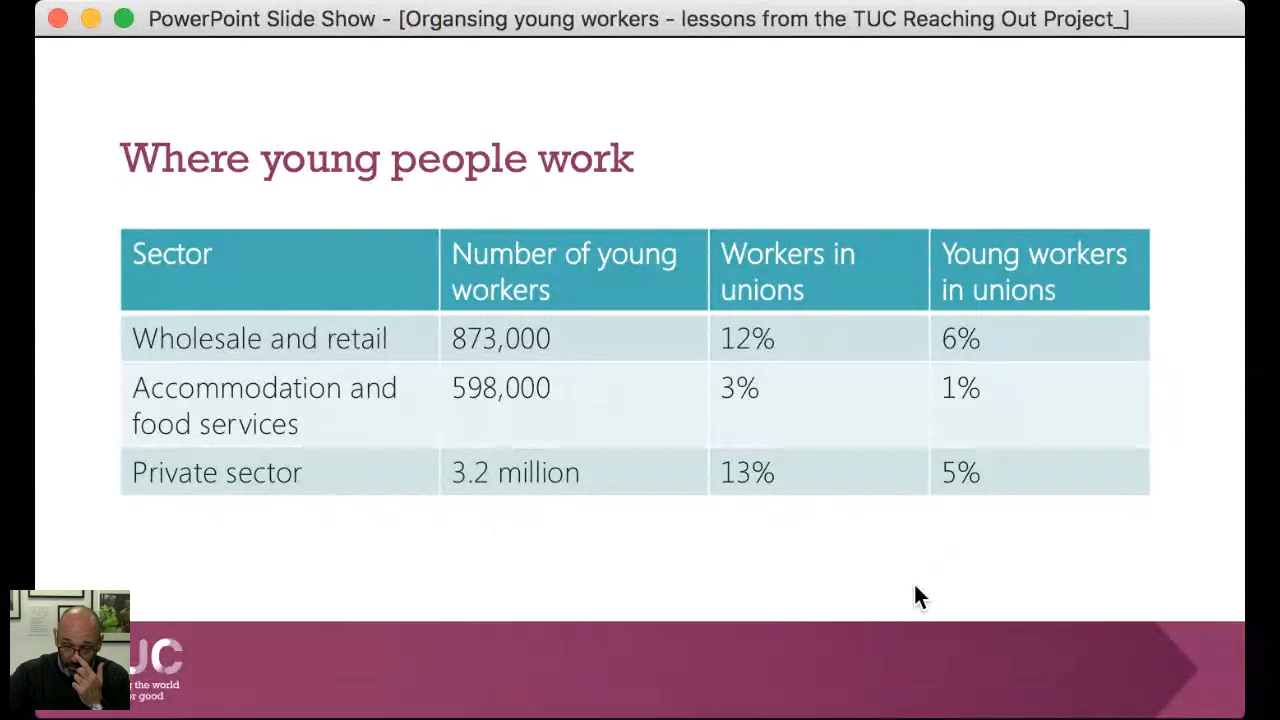 PowerPoint Slide Show - [Organsing young workers - lessons from the TUC Reaching Out Project_]
Where young people work
Sector
Number of young
workers
Workers in
unions
Young workers
in unions
Wholesale and retail
873,000
12%
6%
Accommodation and
food services
598,000
3%
1%
Private sector
3.2 million
13%
5%
UC
the world
good